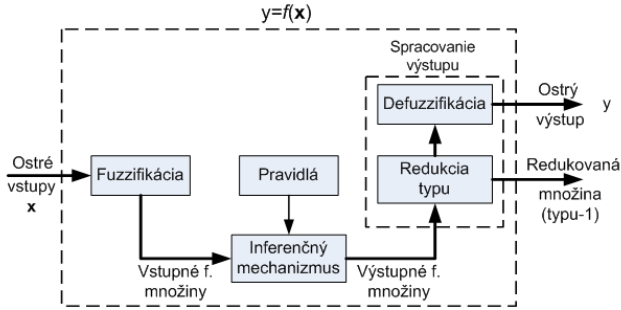 y=f(x)
Spracovanie
výstupu
Defuzzifikácia
Ostrý
výstup
y
Ostré
vstupy
x
Fuzzifikácia
Pravidlá
Redukcia
typu
Redukovaná
množina
(typu-1)
Inferenčný
mechanizmus
Vstupné f.
množiny
Výstupné f.
množiny